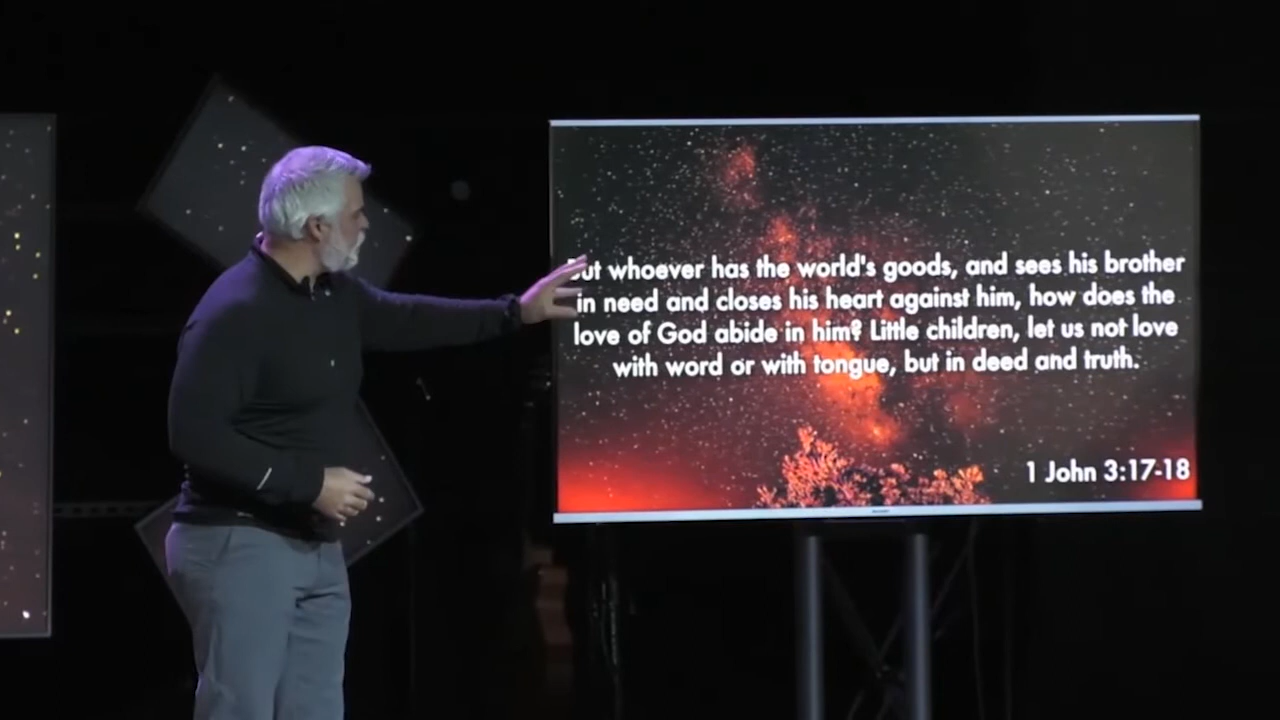 But whoever has the world's goods, and sees his brother
in need and closes his heart against him, how does the
love of God abide in him? Little children, let us not love
with word or with tongue, but in deed and truth.
1 John 3:17-18